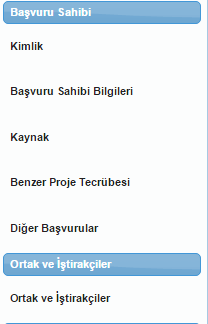 Başvuru Sahibi
Kimlik
Başvuru Sahibi Bilgileri
Kaynak
Benzer Proje Tecrübesi
Diğer Başvurular
Ortak ve İştirakçiler
Ortak ve İştirakçiler